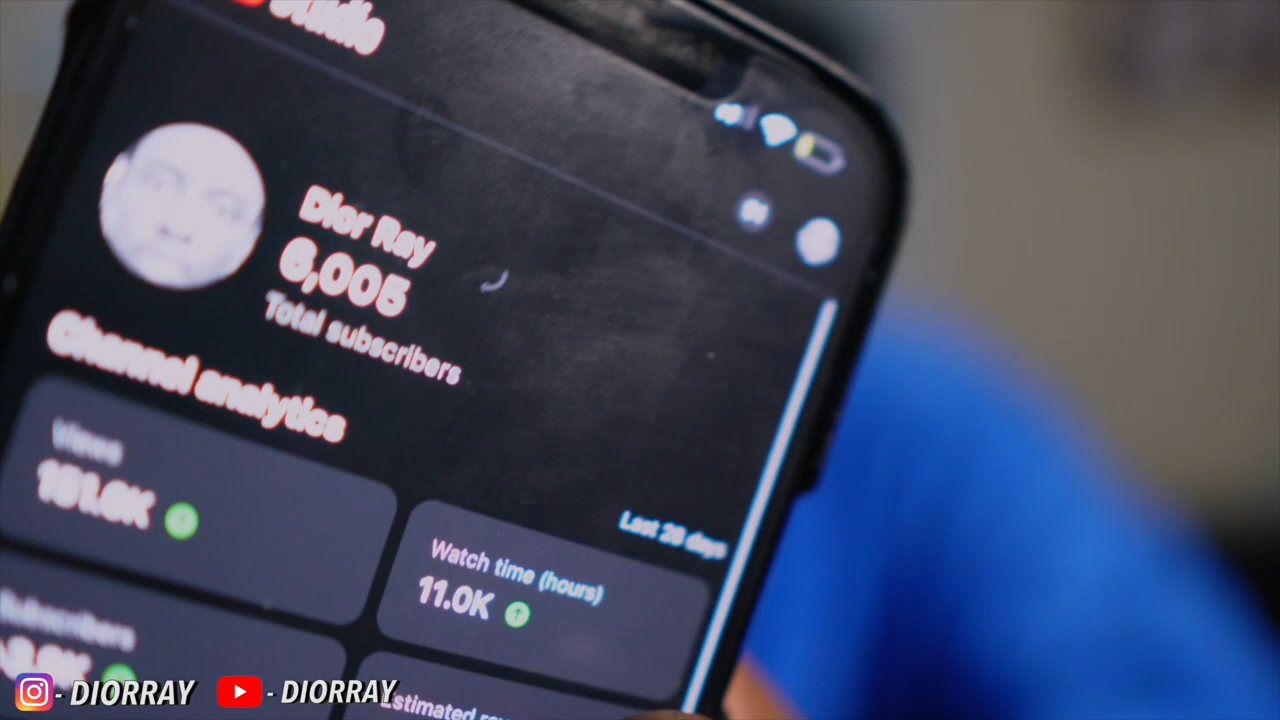 Studio
Dior Ray
6,005
Total subscribers
Channel analytics
Last 28 days
Views
Watch time (hours)
11.0K
Subscribers
Estimated
- DIORRAY - DIORRAY